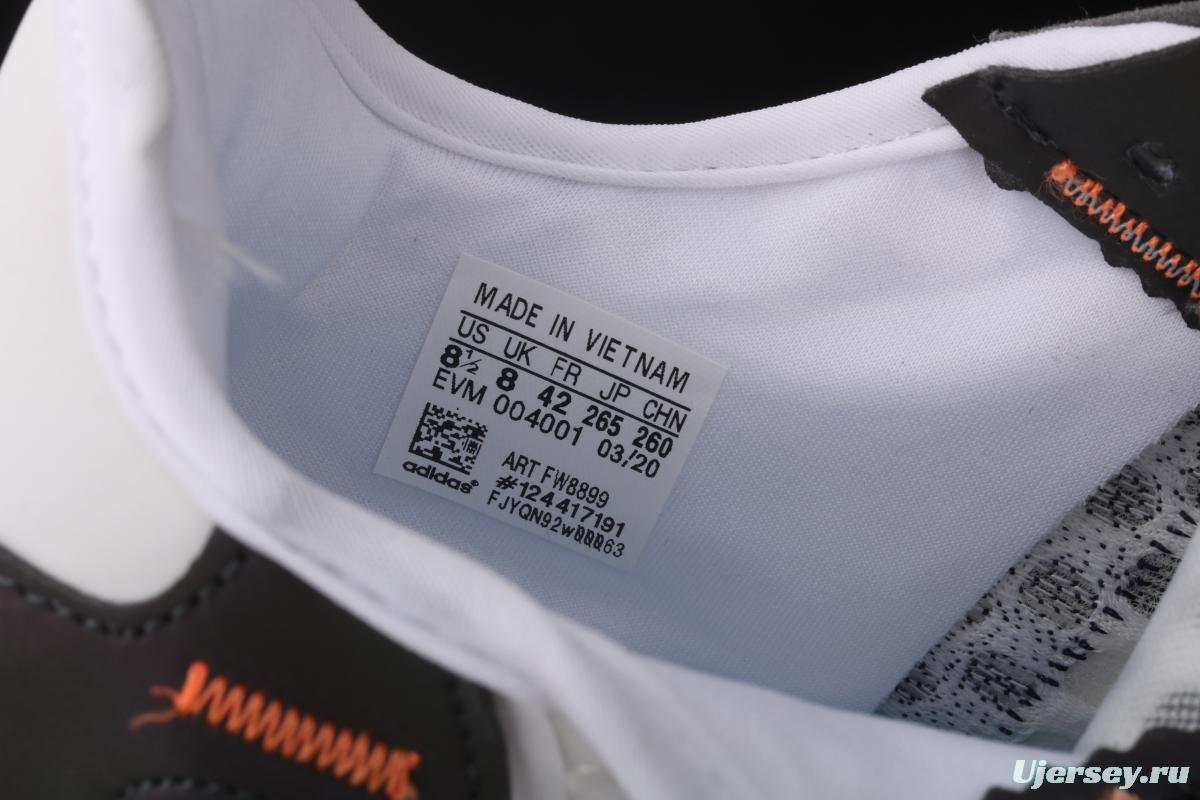 MADE IN VIETNAM
US UK FR JP CHN
8½ 8 42 265 260
EVM 004001 03/20
ART FW8899
#124417191
adidas®
Ujersey.ru